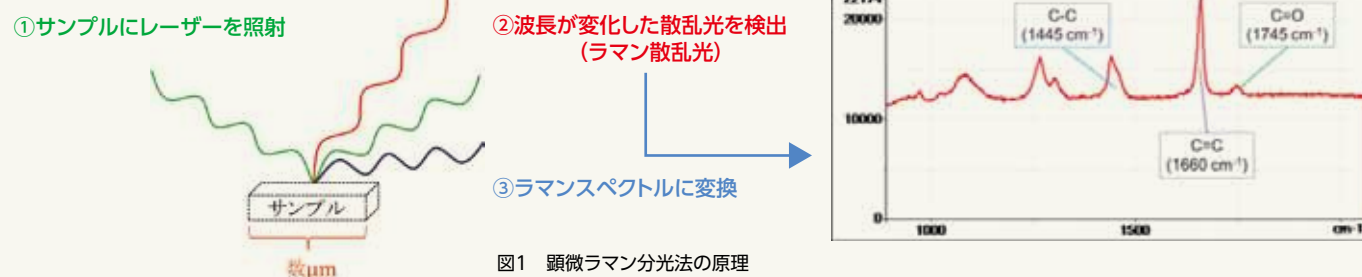 ①サンプルにレーザーを照射
サンプル
数μm
②波長が変化した散乱光を検出
(ラマン散乱光)
③ラマンスペクトルに変換
20000
10000
0
C-C
(1445 cm⁻¹)
C=O
(1745 cm⁻¹)
C=C
(1660 cm⁻¹)
1000
1500
図1 顕微ラマン分光法の原理